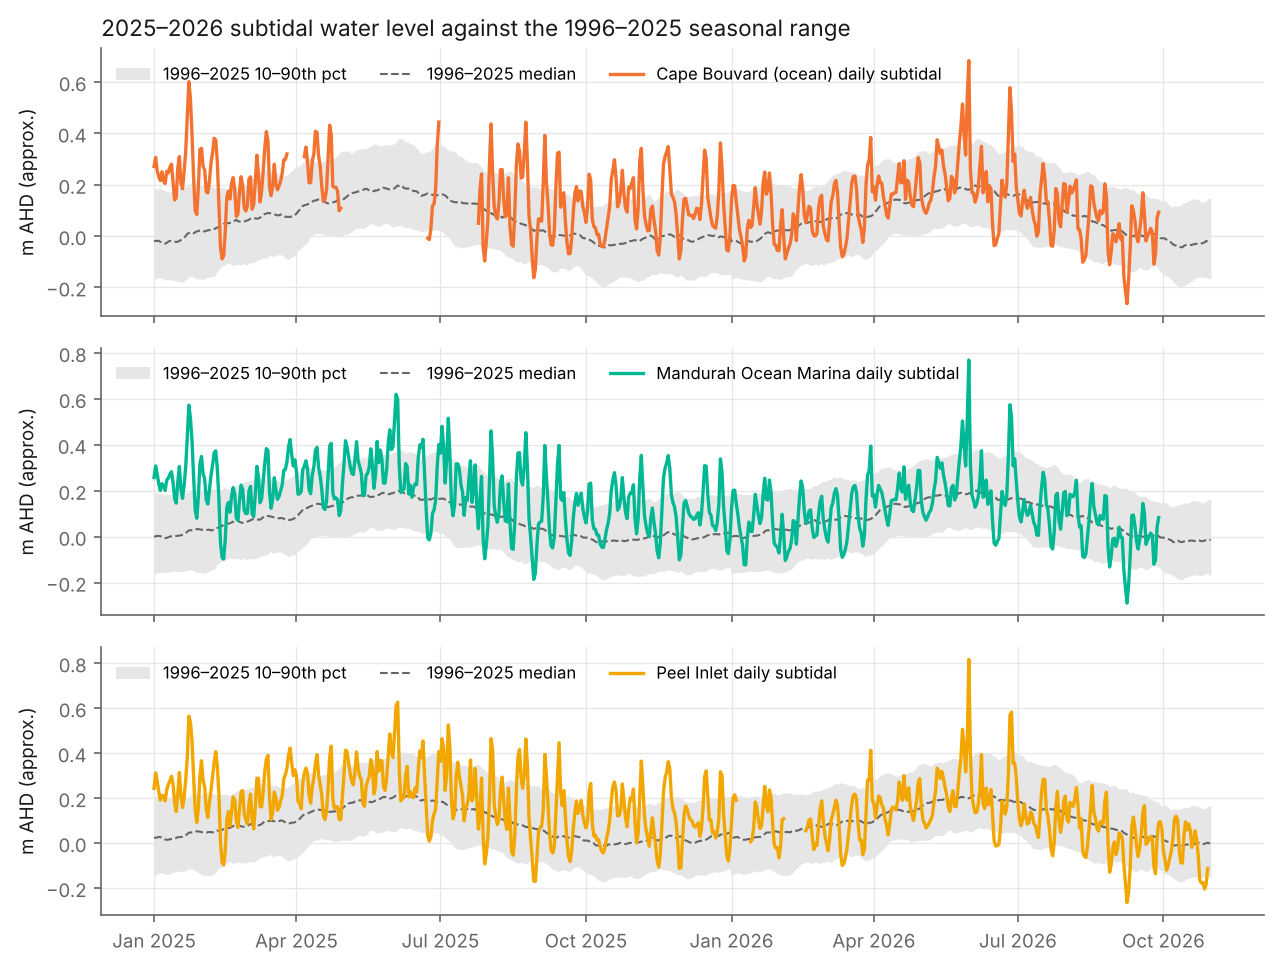 2025–2026 subtidal water level against the 1996–2025 seasonal range
1996–2025 10–90th pct
1996–2025 median
Cape Bouvard (ocean) daily subtidal
m AHD (approx.)
0.6
0.4
0.2
0.0
−0.2
1996–2025 10–90th pct
1996–2025 median
Mandurah Ocean Marina daily subtidal
m AHD (approx.)
0.8
0.6
0.4
0.2
0.0
−0.2
1996–2025 10–90th pct
1996–2025 median
Peel Inlet daily subtidal
m AHD (approx.)
0.8
0.6
0.4
0.2
0.0
−0.2
Jan 2025
Apr 2025
Jul 2025
Oct 2025
Jan 2026
Apr 2026
Jul 2026
Oct 2026